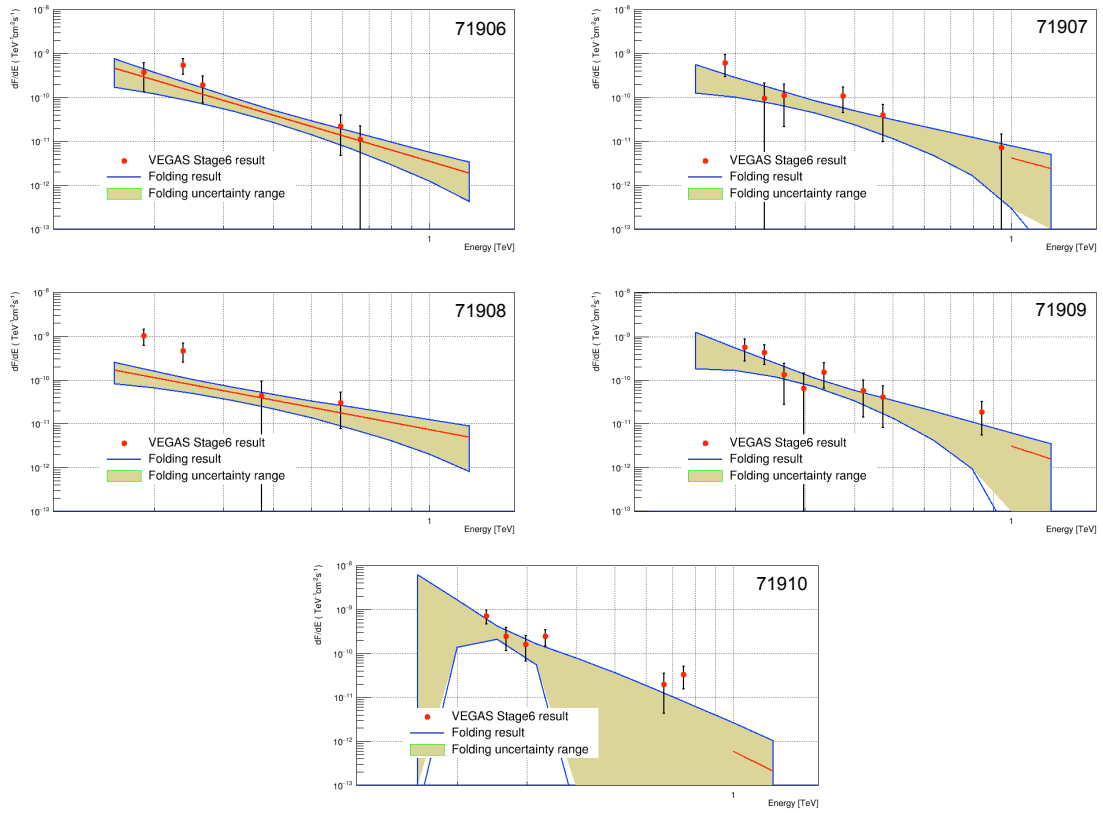 71906
dF/dE ( TeV⁻¹cm⁻²s⁻¹)
10⁻⁸
10⁻⁹
10⁻¹⁰
10⁻¹¹
10⁻¹²
10⁻¹³
VEGAS Stage6 result
Folding result
Folding uncertainty range
1
Energy [TeV]
71907
dF/dE ( TeV⁻¹cm⁻²s⁻¹)
10⁻⁸
10⁻⁹
10⁻¹⁰
10⁻¹¹
10⁻¹²
10⁻¹³
VEGAS Stage6 result
Folding result
Folding uncertainty range
1
Energy [TeV]
71908
dF/dE ( TeV⁻¹cm⁻²s⁻¹)
10⁻⁸
10⁻⁹
10⁻¹⁰
10⁻¹¹
10⁻¹²
10⁻¹³
VEGAS Stage6 result
Folding result
Folding uncertainty range
1
Energy [TeV]
71909
dF/dE ( TeV⁻¹cm⁻²s⁻¹)
10⁻⁸
10⁻⁹
10⁻¹⁰
10⁻¹¹
10⁻¹²
10⁻¹³
VEGAS Stage6 result
Folding result
Folding uncertainty range
1
Energy [TeV]
71910
dF/dE ( TeV⁻¹cm⁻²s⁻¹)
10⁻⁸
10⁻⁹
10⁻¹⁰
10⁻¹¹
10⁻¹²
10⁻¹³
VEGAS Stage6 result
Folding result
Folding uncertainty range
1
Energy [TeV]